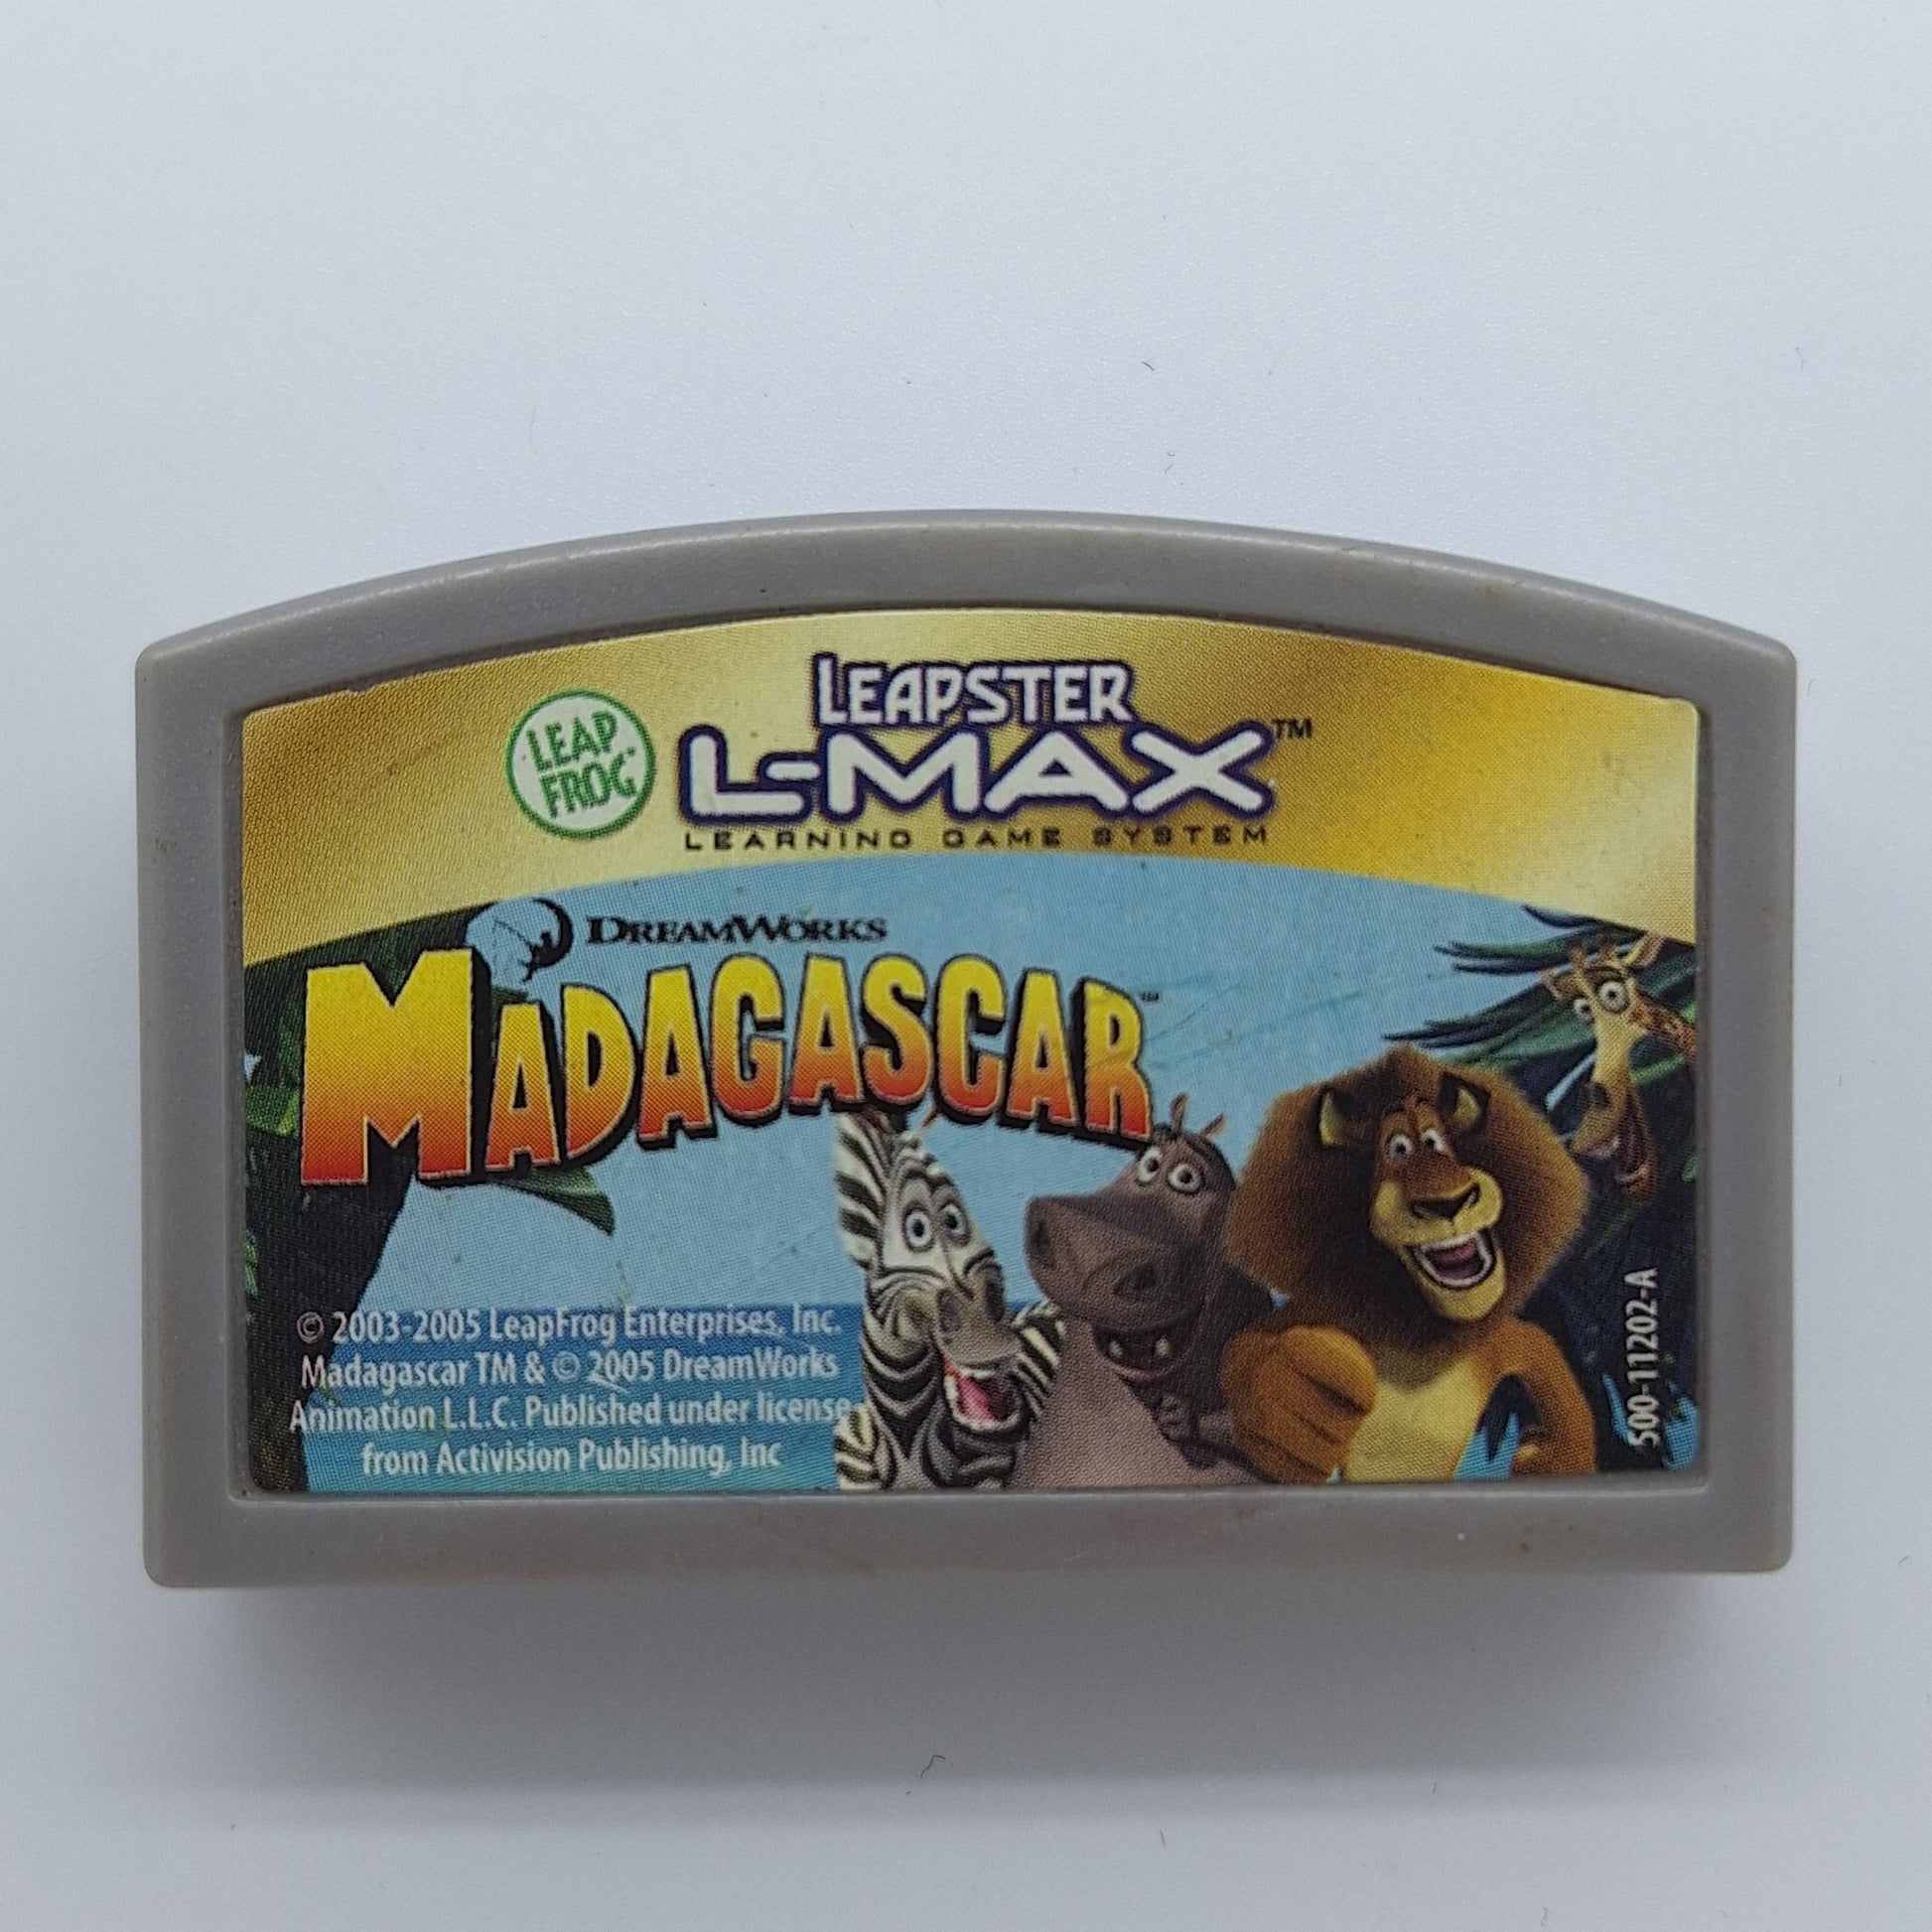 LEAP
FROG
LEAPSTER
L-MAX™
LEARNING GAME SYSTEM
DREAMWORKS
MADAGASCAR™
© 2003-2005 LeapFrog Enterprises, Inc.
Madagascar TM & © 2005 DreamWorks
Animation L.L.C. Published under license
from Activision Publishing, Inc
500-11202-A